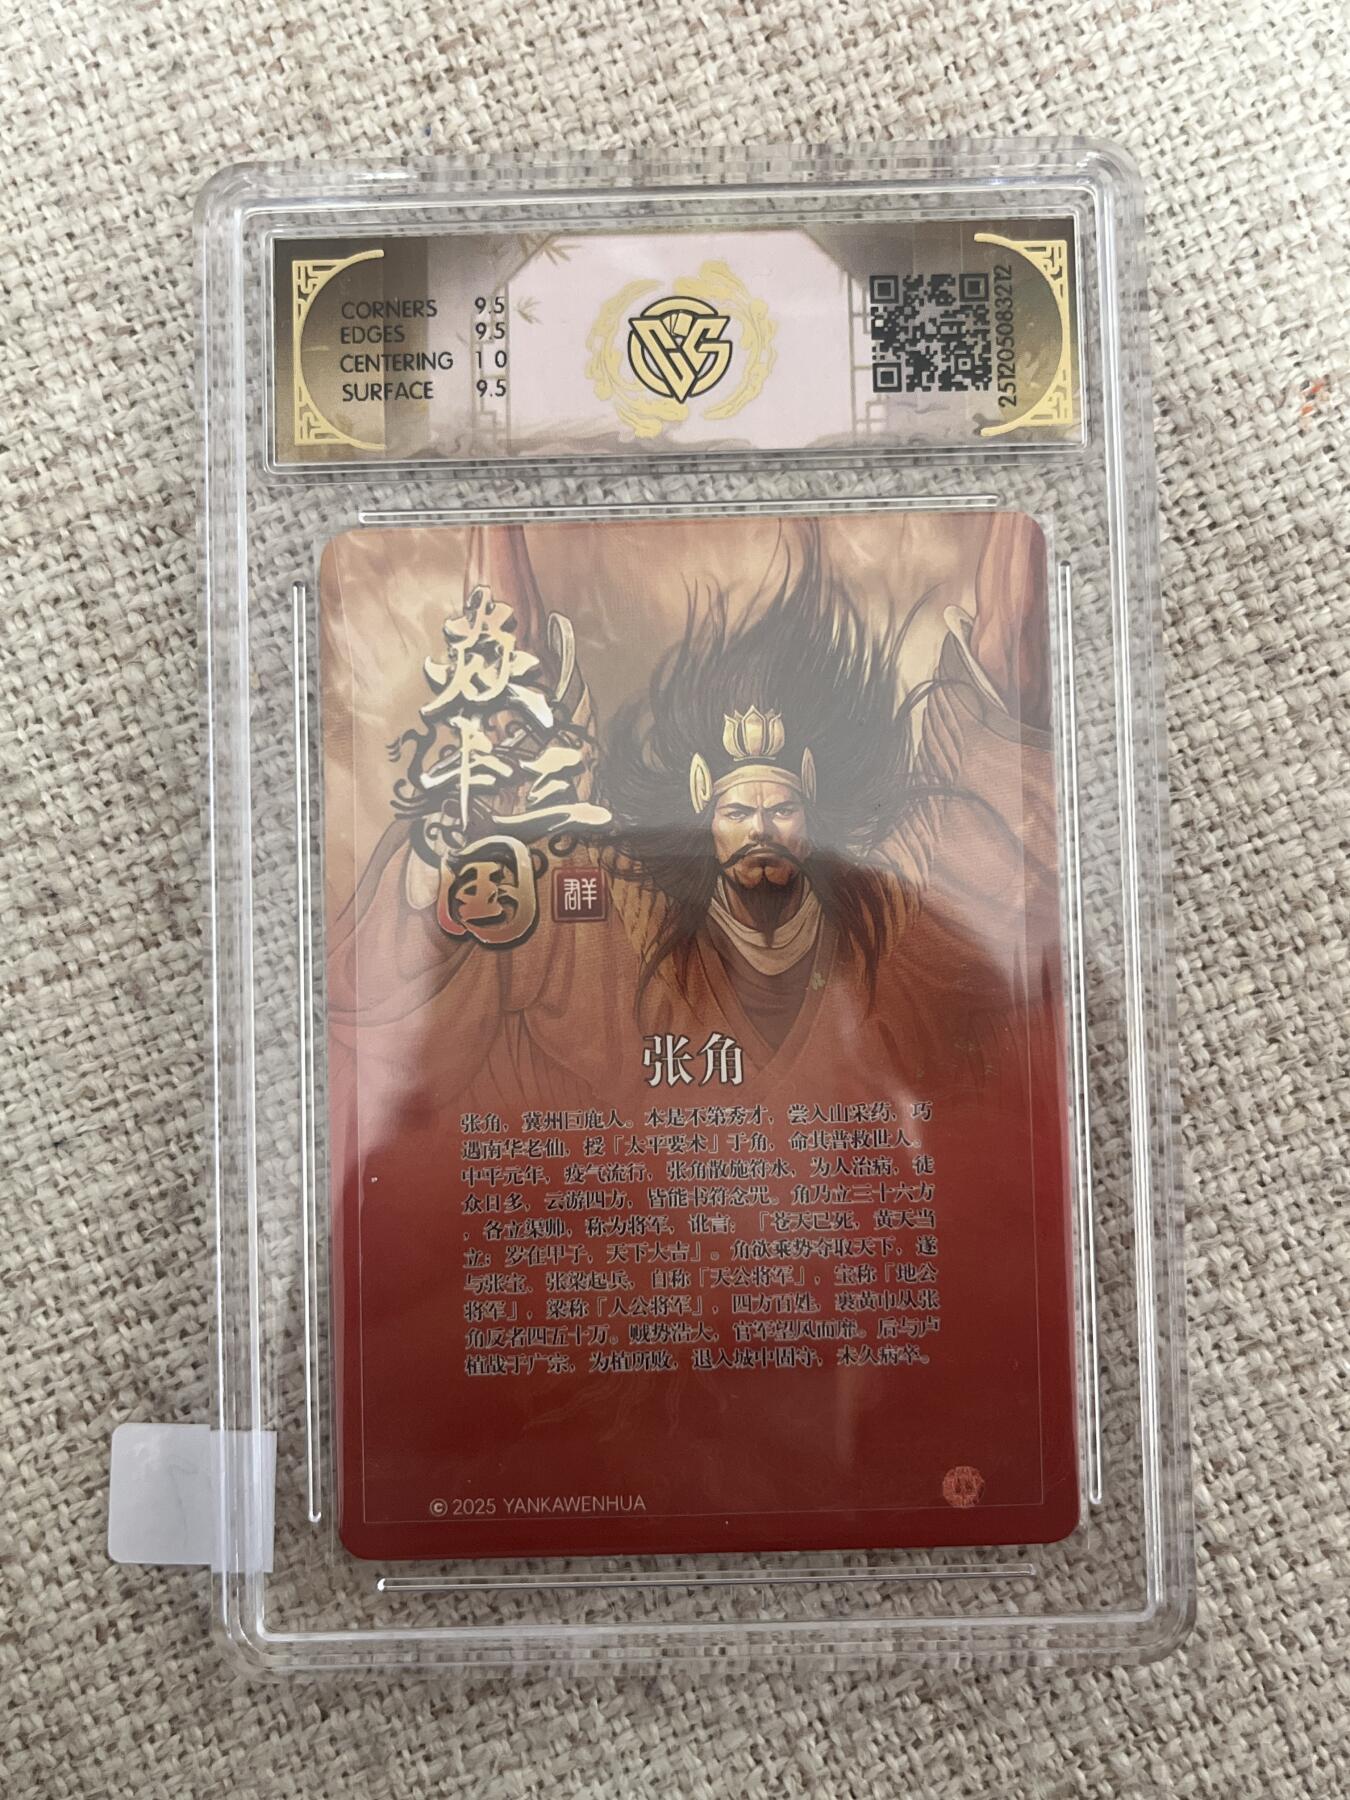 CORNERS 9.5
EDGES 9.5
CENTERING 10
SURFACE 9.5
CVS
2512050083212
焱
卡三
国
群
张角
张角，冀州巨鹿人。本是不第秀才，尝入山采药，巧
遇南华老仙，授「太平要术」于角，命其普救世人。
中平元年，疫气流行，张角散施符水，为人治病，徒
众日多，云游四方，皆能书符念咒。角乃立三十六方
，各立渠帅，称为将军，讹言：「苍天已死，黄天当
立；岁在甲子，天下大吉」。角欲乘势夺取天下，遂
与张宝、张梁起兵，自称「天公将军」，宝称「地公
将军」，梁称「人公将军」，四方百姓，裹黄巾从张
角反者四五十万。贼势浩大，官军望风而靡。后与卢
植战于广宗，为植所败，退入城中固守，未久病卒。
© 2025 YANKAWENHUA